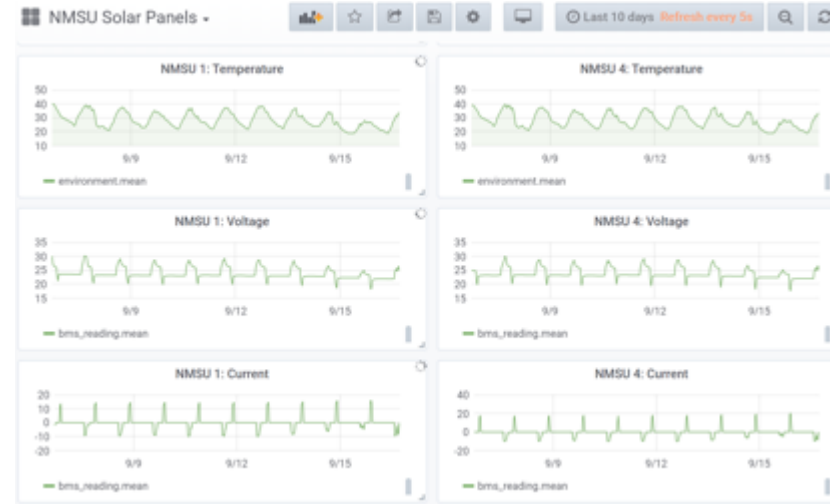 NMSU Solar Panels
Last 10 days Refresh every 5s
NMSU 1: Temperature
50
40
30
20
10
9/9 9/12 9/15
environment.mean
NMSU 4: Temperature
50
40
30
20
10
9/9 9/12 9/15
environment.mean
NMSU 1: Voltage
35
30
25
20
15
9/9 9/12 9/15
bms_reading.mean
NMSU 4: Voltage
35
30
25
20
15
9/9 9/12 9/15
bms_reading.mean
NMSU 1: Current
20
10
0
-10
-20
9/9 9/12 9/15
bms_reading.mean
NMSU 4: Current
40
20
0
-20
9/9 9/12 9/15
bms_reading.mean